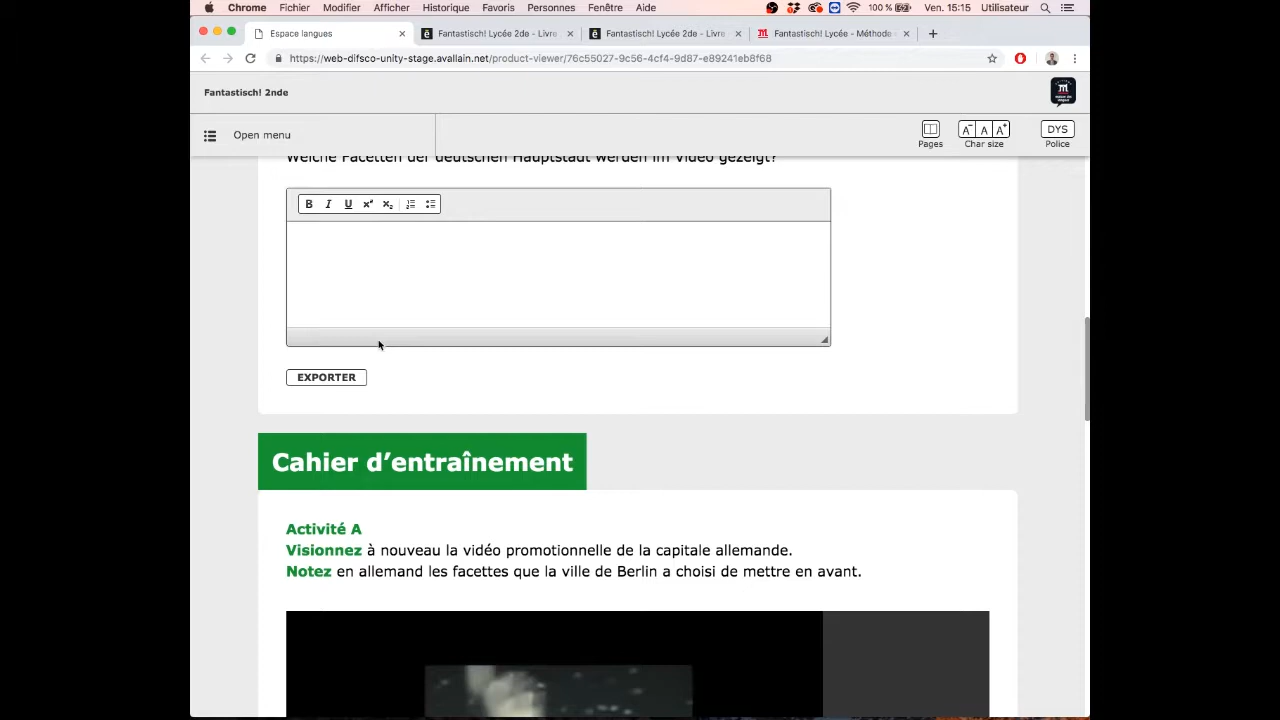 Chrome Fichier Modifier Afficher Historique Favoris Personnes Fenêtre Aide 100 % Ven. 15:15 Utilisateur
Espace langues Fantastisch! Lycée 2de - Livre Fantastisch! Lycée 2de - Livre Fantastisch! Lycée - Méthode
https://web-difsco-unity-stage.avallain.net/product-viewer/76c55027-9c56-4cf4-9d87-e89241eb8f68
Fantastisch! 2nde
Open menu
A- A A+ DYS
Pages Char size Police
Welche Facetten der deutschen Hauptstadt werden im Video gezeigt?
B I U x² x₂
EXPORTER
Cahier d’entraînement
Activité A
Visionnez à nouveau la vidéo promotionnelle de la capitale allemande.
Notez en allemand les facettes que la ville de Berlin a choisi de mettre en avant.